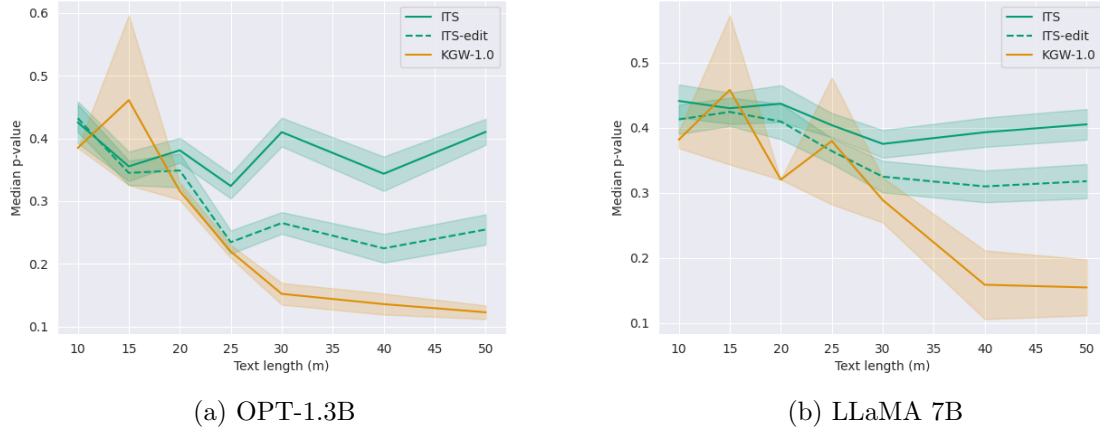 0.6
0.5
0.4
0.3
0.2
0.1
Median p-value
10 15 20 25 30 35 40 45 50
Text length (m)
ITS
ITS-edit
KGW-1.0
(a) OPT-1.3B
0.5
0.4
0.3
0.2
0.1
Median p-value
10 15 20 25 30 35 40 45 50
Text length (m)
ITS
ITS-edit
KGW-1.0
(b) LLaMA 7B